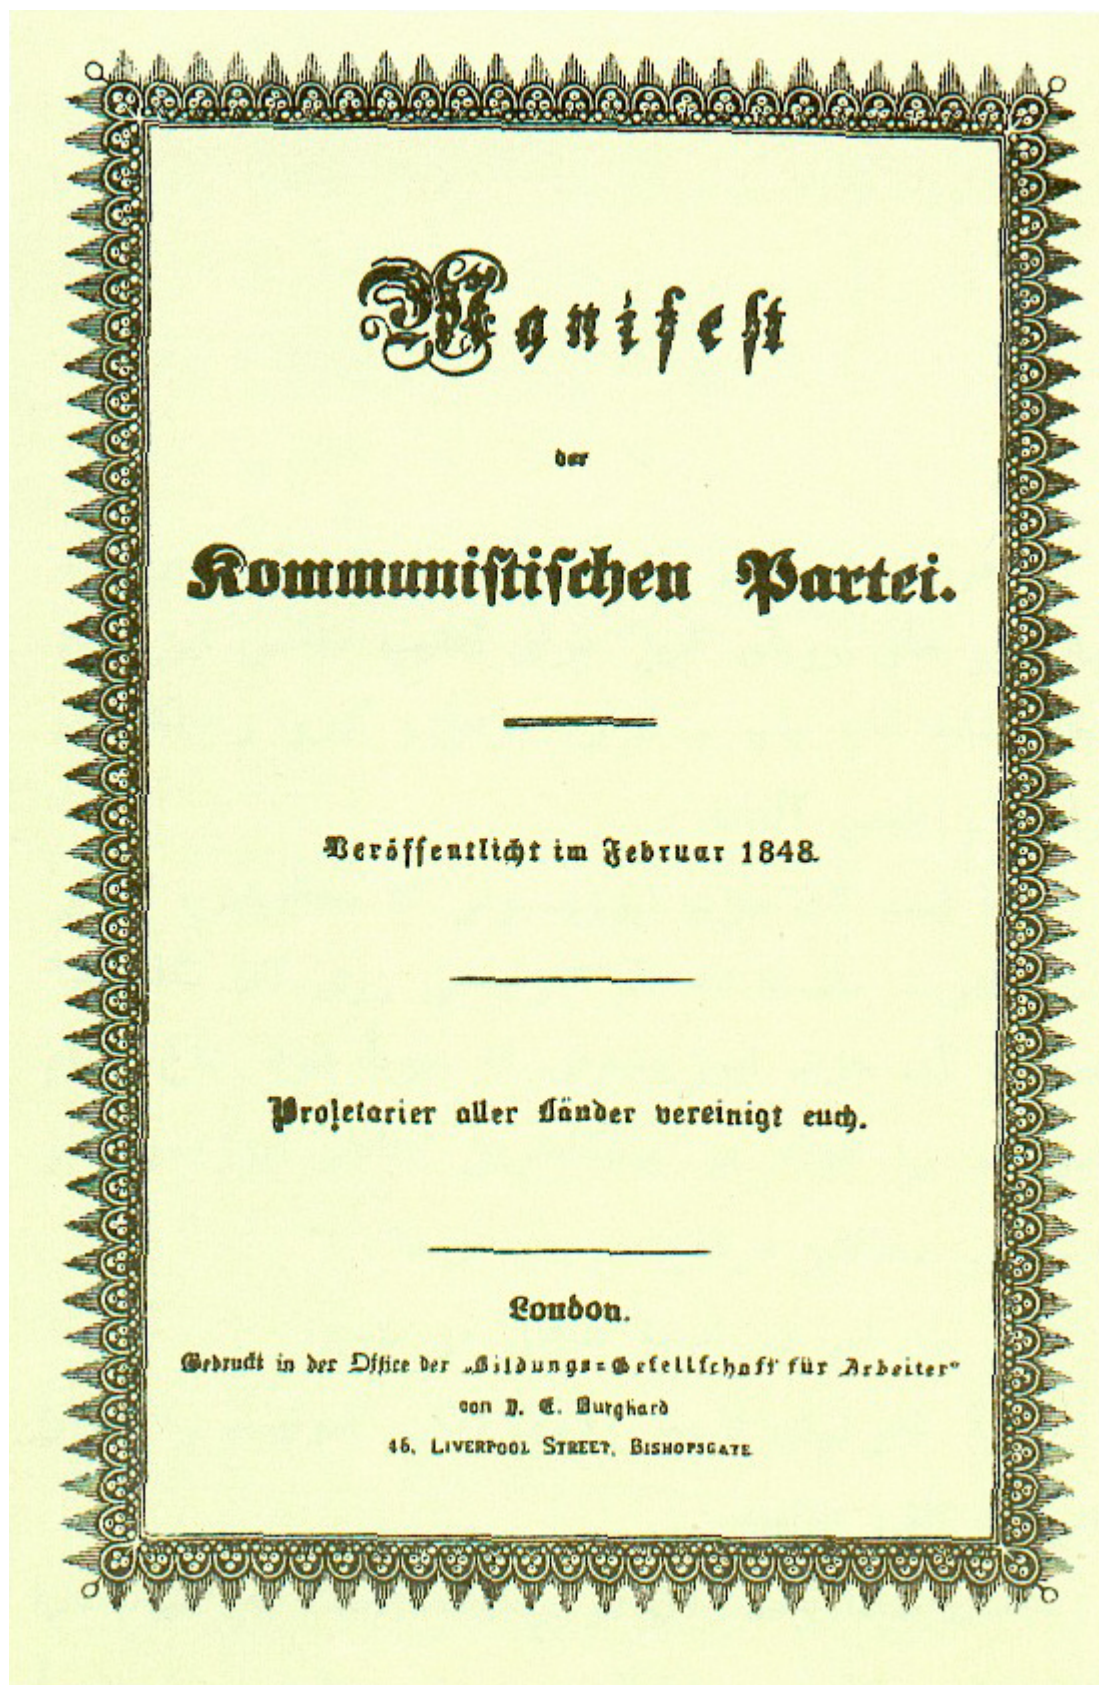 Manifest
der
Kommunistischen Partei.
Veröffentlicht im Februar 1848.
Proletarier aller Länder vereinigt euch.
London.
Gedruckt in der Office der „Bildungs=Gesellschaft für Arbeiter“
von J. E. Burghard
46, LIVERPOOL STREET, BISHOPSGATE